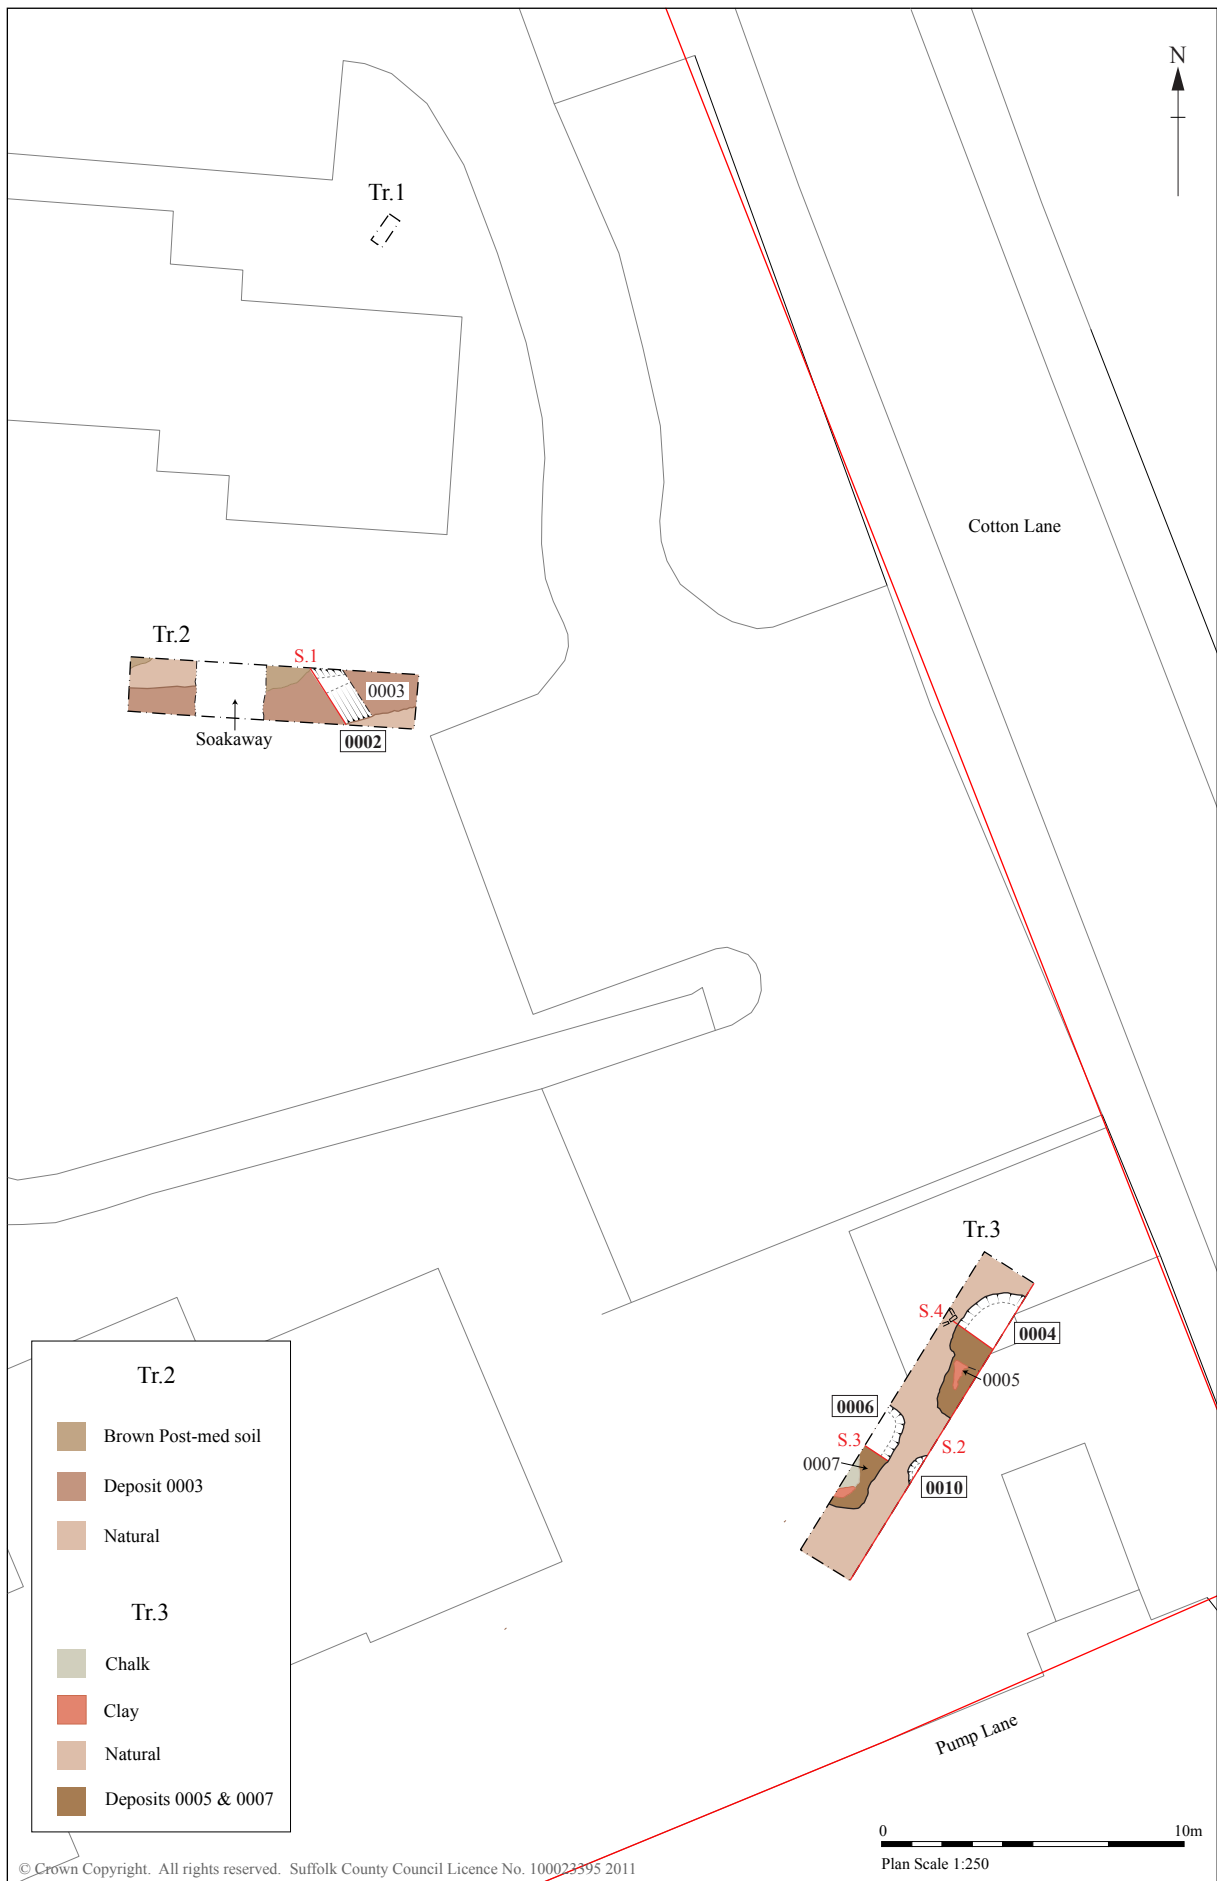 N
Tr.1
Cotton Lane
Tr.2
S.1
0003
Soakaway
0002
Tr.3
S.4
0004
0005
0006
S.3
S.2
0007
0010
Tr.2
Brown Post-med soil
Deposit 0003
Natural
Tr.3
Chalk
Clay
Natural
Deposits 0005 & 0007
Pump Lane
0 10m
Plan Scale 1:250
© Crown Copyright. All rights reserved. Suffolk County Council Licence No. 100023395 2011